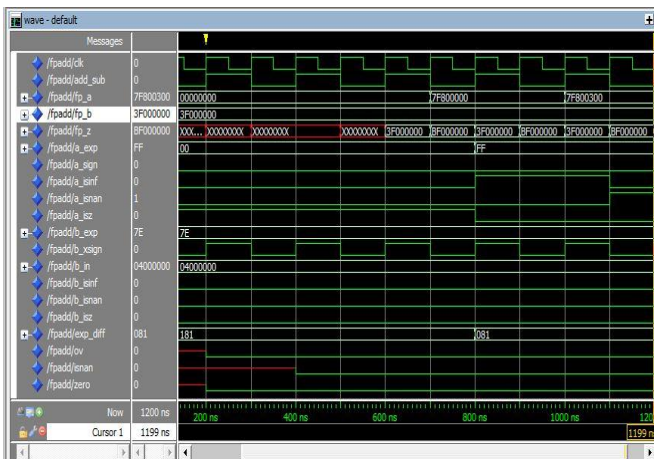 wave - default
Messages
/fpadd/clk 0
/fpadd/add_sub 0
/fpadd/fp_a 7F800300 00000000 7F800000 7F800300
/fpadd/fp_b 3F000000 3F000000
/fpadd/fp_z BF000000 XXX... XXXXXXXX XXXXXXXX XXXXXXXX 3F000000 BF000000 3F000000 BF000000 3F000000 BF000000
/fpadd/a_exp FF 00 FF
/fpadd/a_sign 0
/fpadd/a_isinf 0
/fpadd/a_isnan 1
/fpadd/a_isz 0
/fpadd/b_exp 7E 7E
/fpadd/b_xsign 0
/fpadd/b_in 04000000 04000000
/fpadd/b_isinf 0
/fpadd/b_isnan 0
/fpadd/b_isz 0
/fpadd/exp_diff 081 181 081
/fpadd/ov 0
/fpadd/isnan 0
/fpadd/zero 0
Now 1200 ns 200 ns 400 ns 600 ns 800 ns 1000 ns 120
Cursor 1 1199 ns 1199 n